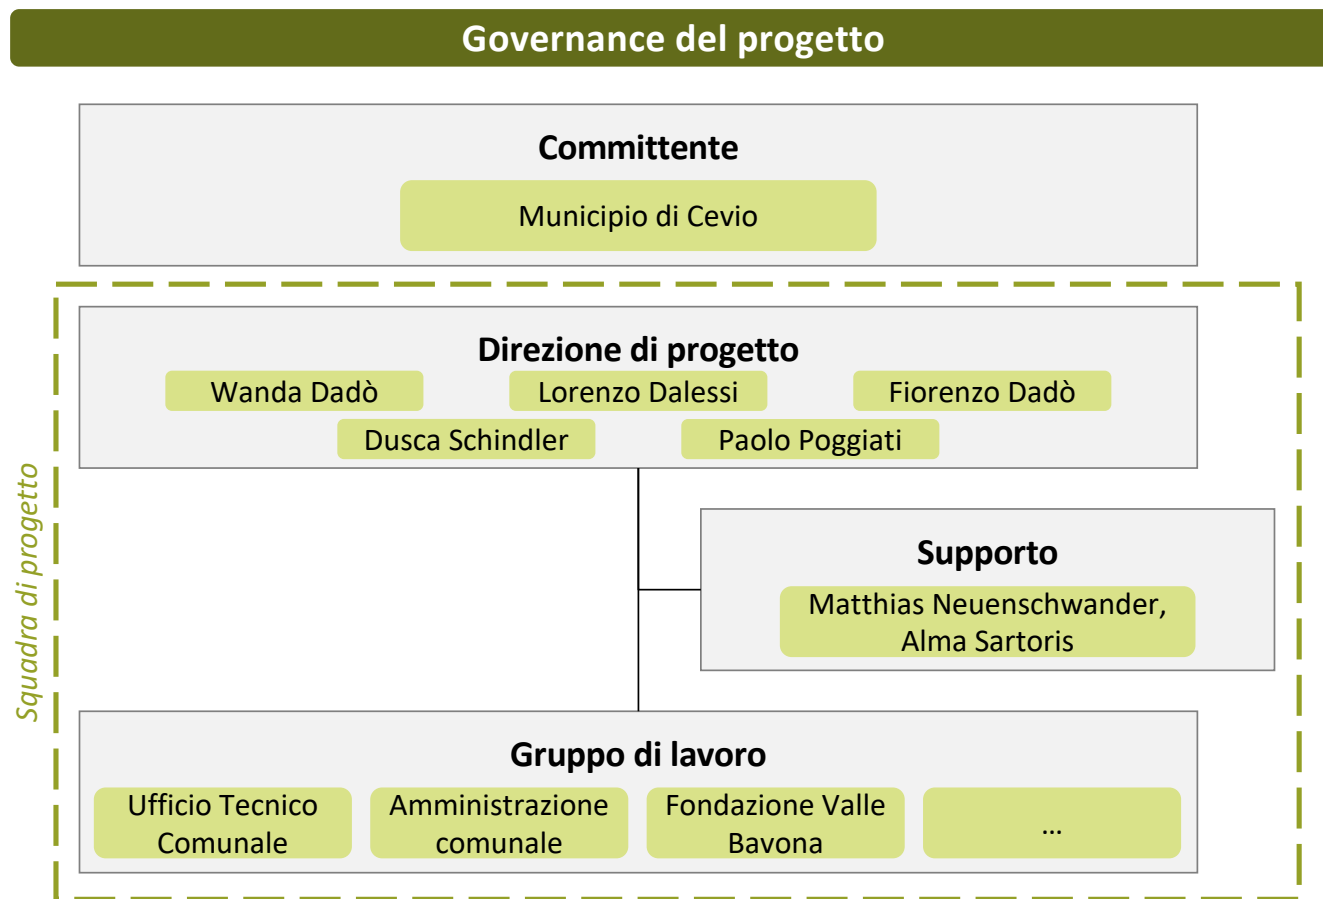 Governance del progetto
Committente
Municipio di Cevio
Squadra di progetto
Direzione di progetto
Wanda Dadò
Lorenzo Dalessi
Fiorenzo Dadò
Dusca Schindler
Paolo Poggiati
Supporto
Matthias Neuenschwander,
Alma Sartoris
Gruppo di lavoro
Ufficio Tecnico
Comunale
Amministrazione
comunale
Fondazione Valle
Bavona
...